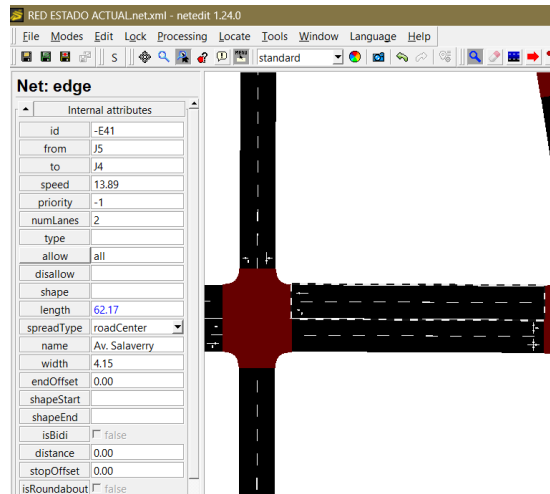 RED ESTADO ACTUAL.net.xml - netedit 1.24.0
File Modes Edit Lock Processing Locate Tools Window Language Help
S standard
Net: edge
Internal attributes
id -E41
from J5
to J4
speed 13.89
priority -1
numLanes 2
type
allow all
disallow
shape
length 62.17
spreadType roadCenter
name Av. Salaverry
width 4.15
endOffset 0.00
shapeStart
shapeEnd
isBidi false
distance 0.00
stopOffset 0.00
isRoundabout false